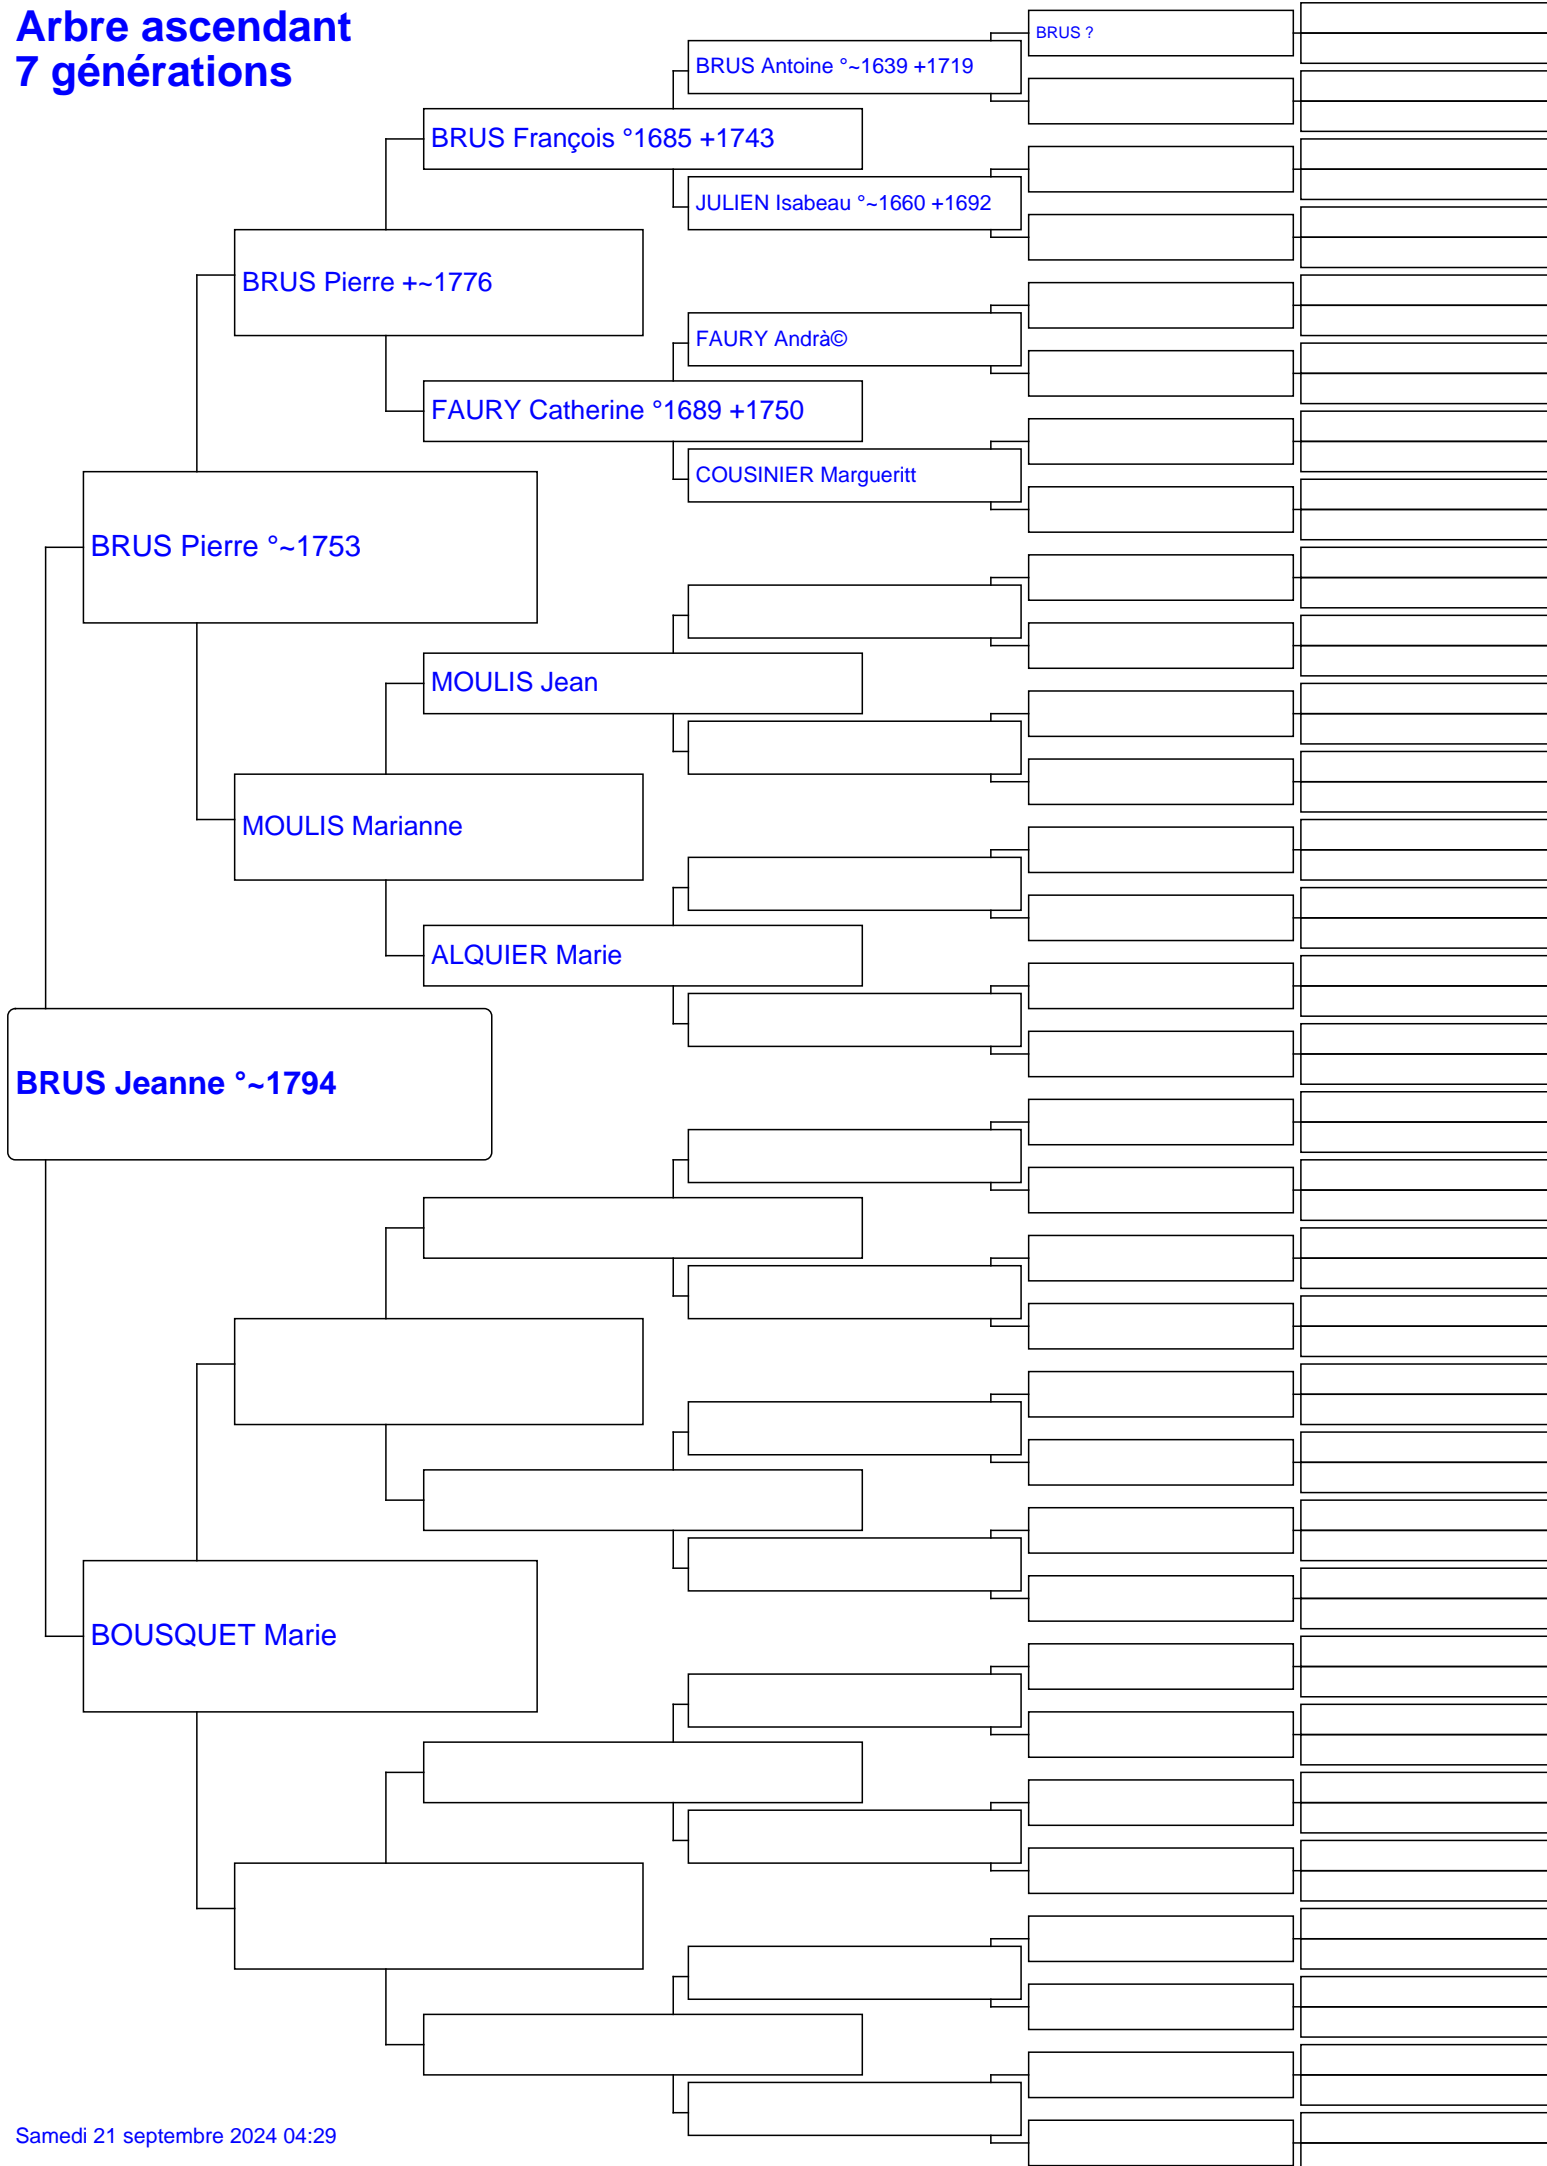 Arbre ascendant
7 générations
BRUS ?
BRUS Antoine °~1639 +1719
BRUS François °1685 +1743
JULIEN Isabeau °~1660 +1692
BRUS Pierre +~1776
FAURY Andrà©
FAURY Catherine °1689 +1750
COUSINIER Margueritt
BRUS Pierre °~1753
MOULIS Jean
MOULIS Marianne
ALQUIER Marie
BRUS Jeanne °~1794
BOUSQUET Marie
Samedi 21 septembre 2024 04:29